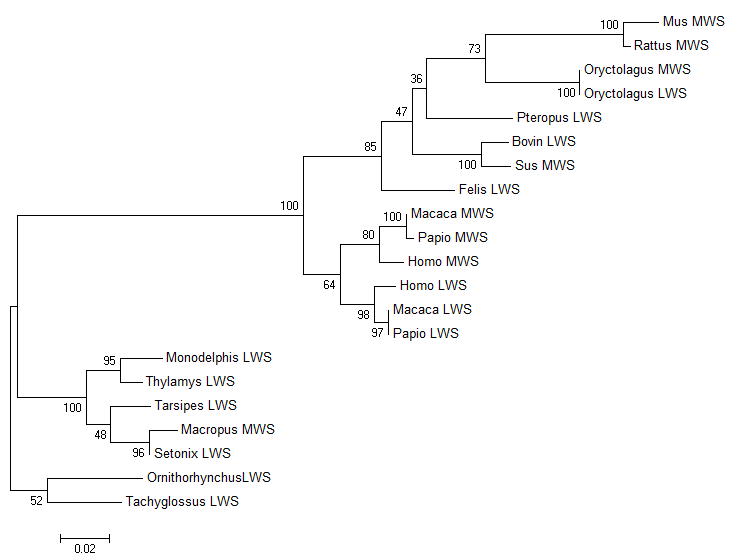 Mus MWS
100
Rattus MWS
73
Oryctolagus MWS
36
100
Oryctolagus LWS
47
Pteropus LWS
85
Bovin LWS
100
Sus MWS
Felis LWS
100
Macaca MWS
100
80
Papio MWS
Homo MWS
64
Homo LWS
98
Macaca LWS
97
Papio LWS
95
Monodelphis LWS
Thylamys LWS
100
Tarsipes LWS
48
Macropus MWS
96
Setonix LWS
OrnithorhynchusLWS
52
Tachyglossus LWS
0.02